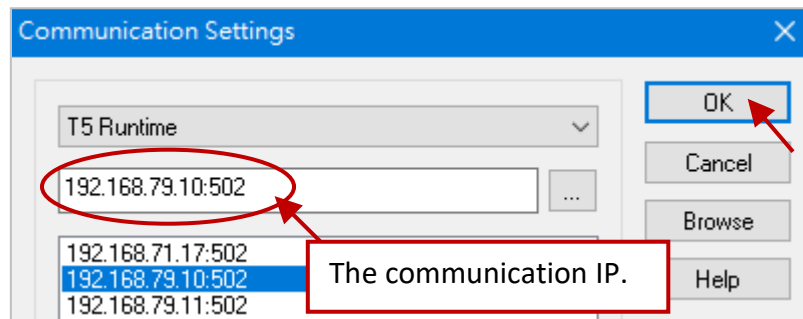 Communication Settings
T5 Runtime
192.168.79.10:502
...
192.168.71.17:502
192.168.79.10:502
192.168.79.11:502
The communication IP.
OK
Cancel
Browse
Help